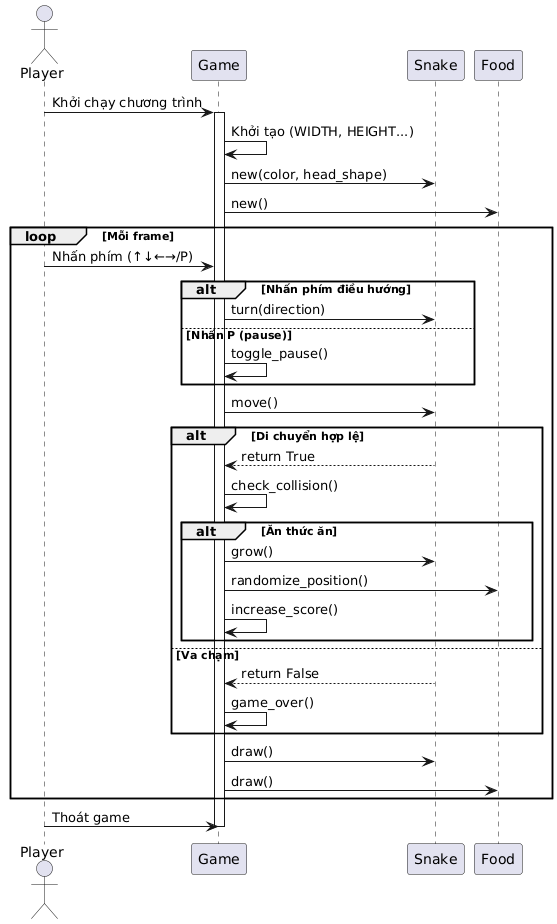 Player
Game
Snake
Food
Khởi chạy chương trình
Khởi tạo (WIDTH, HEIGHT...)
new(color, head_shape)
new()
loop [Mỗi frame]
Nhấn phím (↑↓←→/P)
alt [Nhấn phím điều hướng]
turn(direction)
[Nhấn P (pause)]
toggle_pause()
move()
alt [Di chuyển hợp lệ]
return True
check_collision()
alt [Ăn thức ăn]
grow()
randomize_position()
increase_score()
[Va chạm]
return False
game_over()
draw()
draw()
Thoát game
Player
Game
Snake
Food